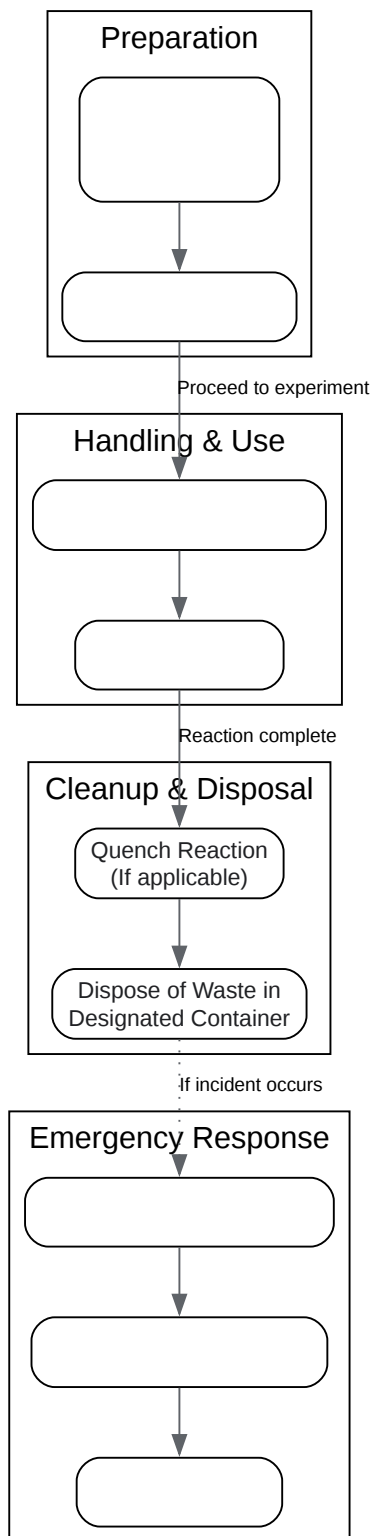 Preparation
Proceed to experiment
Handling & Use
Reaction complete
Cleanup & Disposal
Quench Reaction
(If applicable)
Dispose of Waste in
Designated Container
If incident occurs
Emergency Response